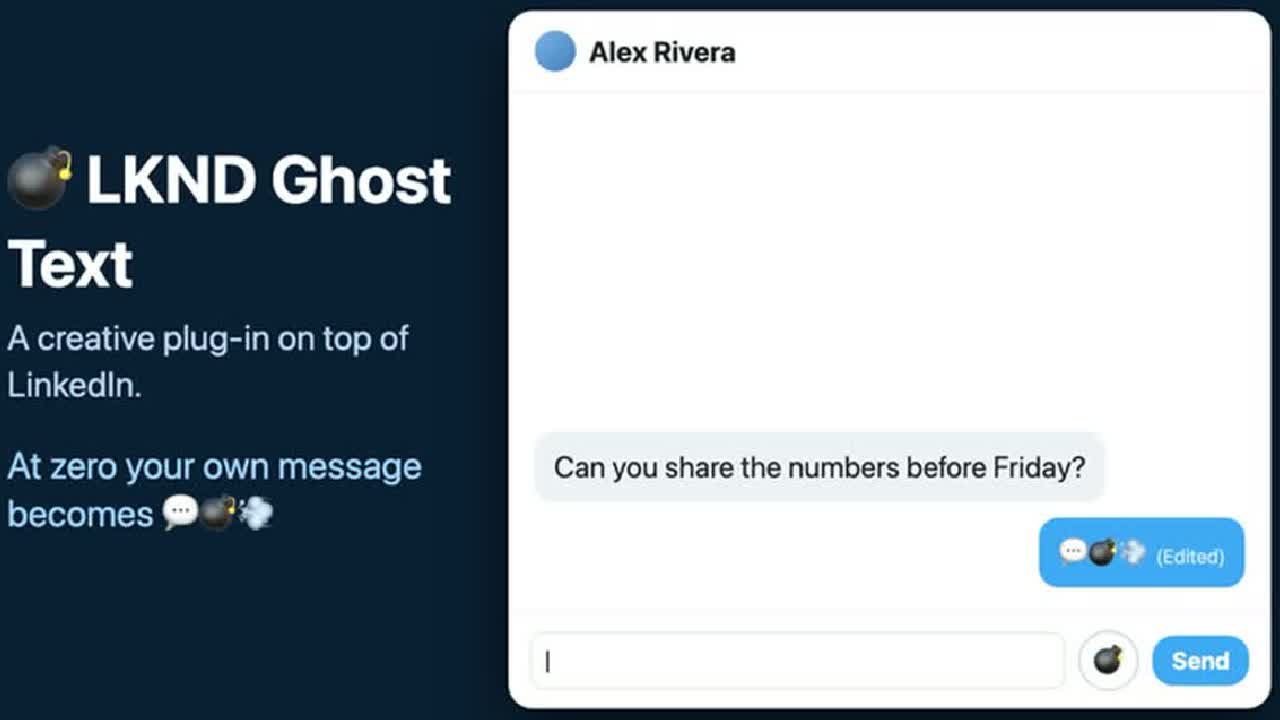 💣 LKND Ghost
Text
A creative plug-in on top of
LinkedIn.
At zero your own message
becomes 💬💣💨
Alex Rivera
Can you share the numbers before Friday?
💬💣💨 (Edited)
💣 Send